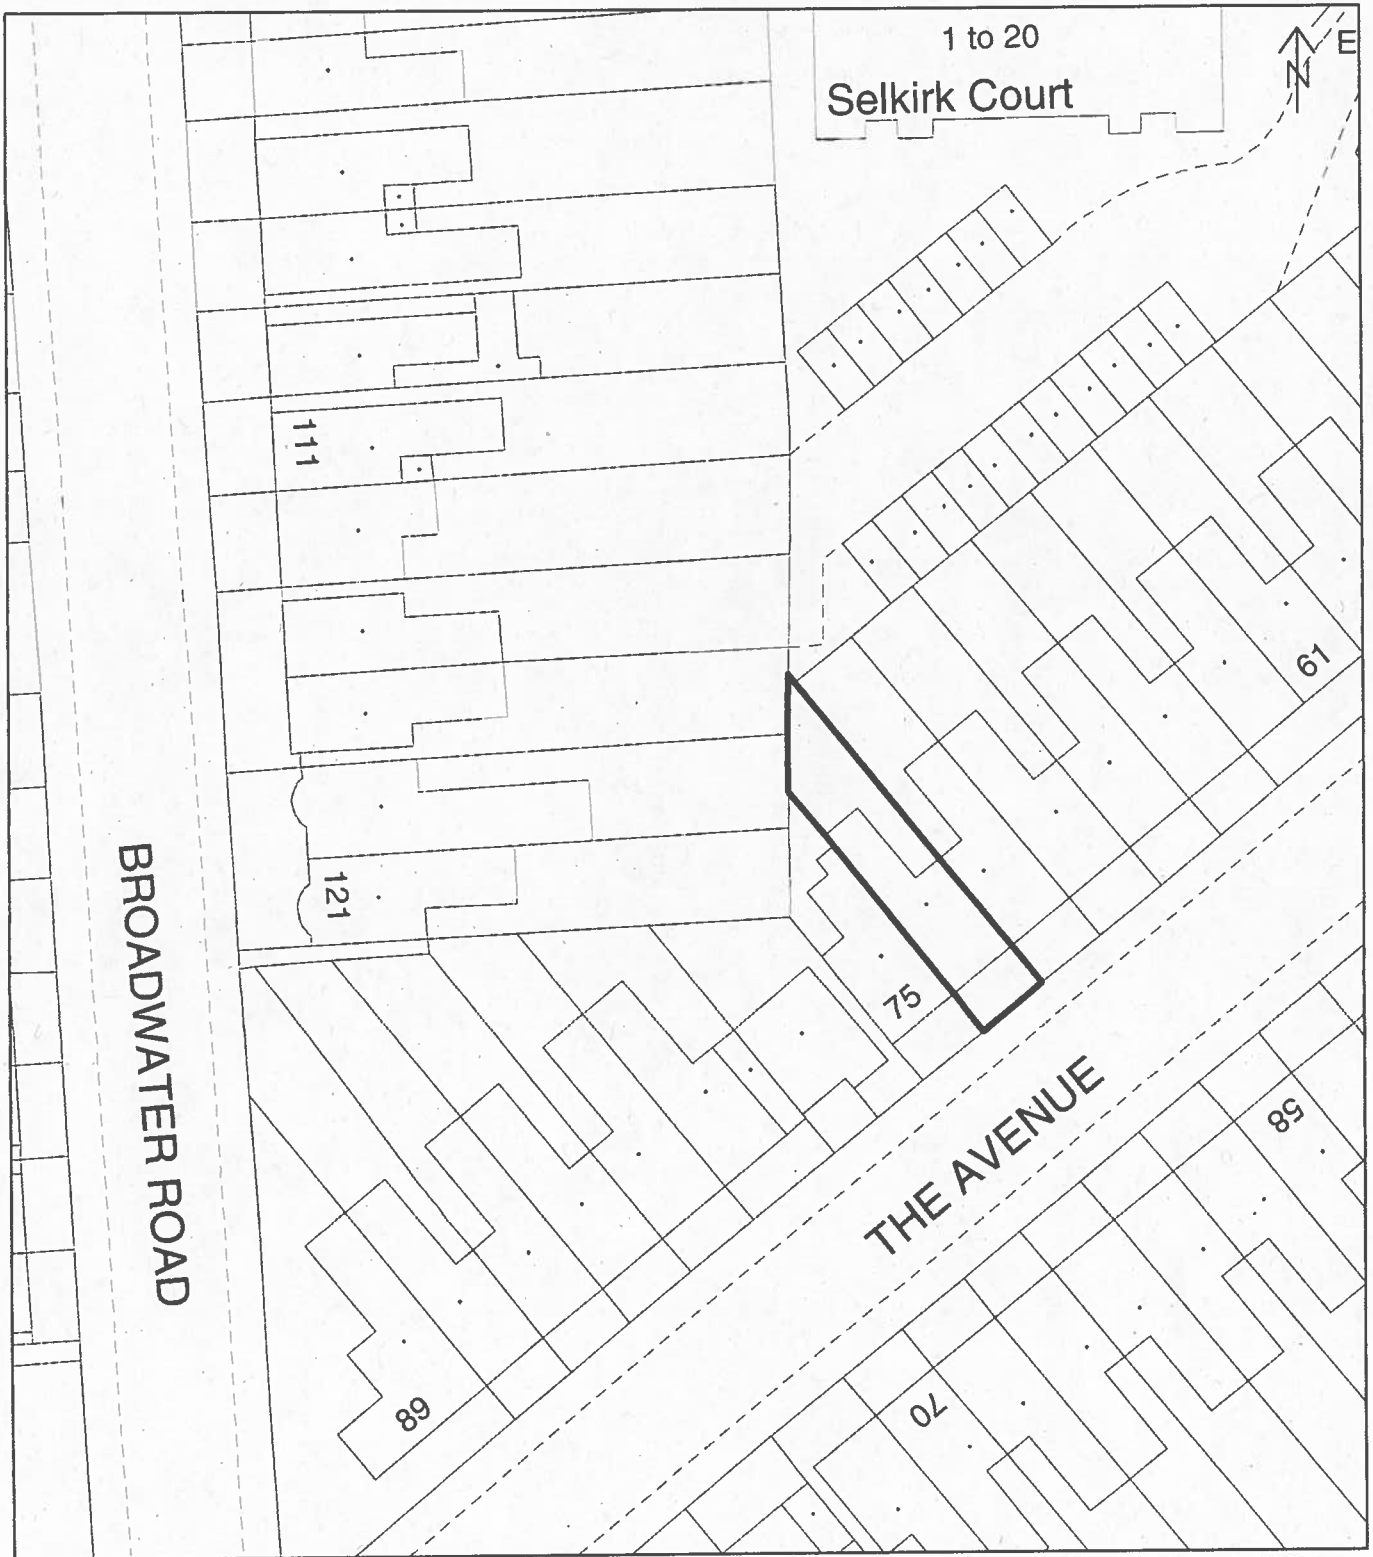 1 to 20
Selkirk Court
N
E
111
61
121
75
BROADWATER ROAD
THE AVENUE
58
89
70